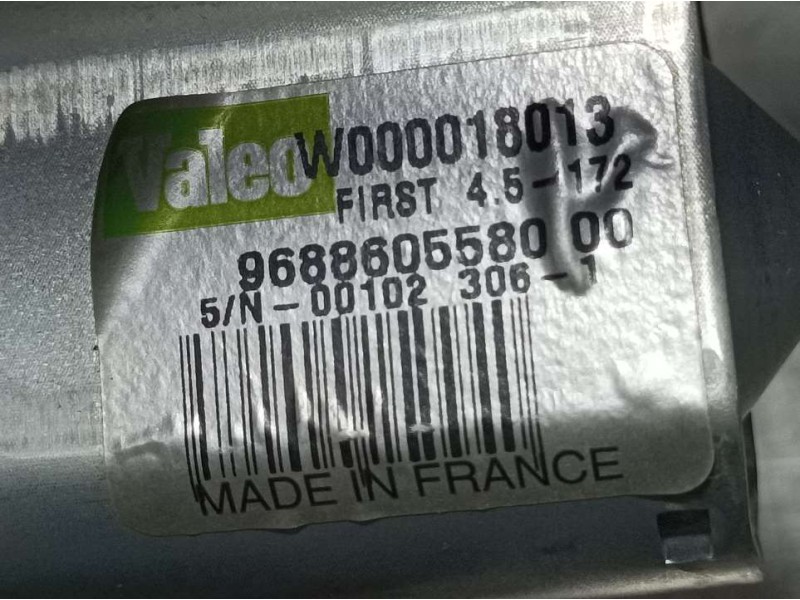 Valeo W000018013
FIRST 4.5-172
9688605580 00
S/N-00102 306-1
MADE IN FRANCE